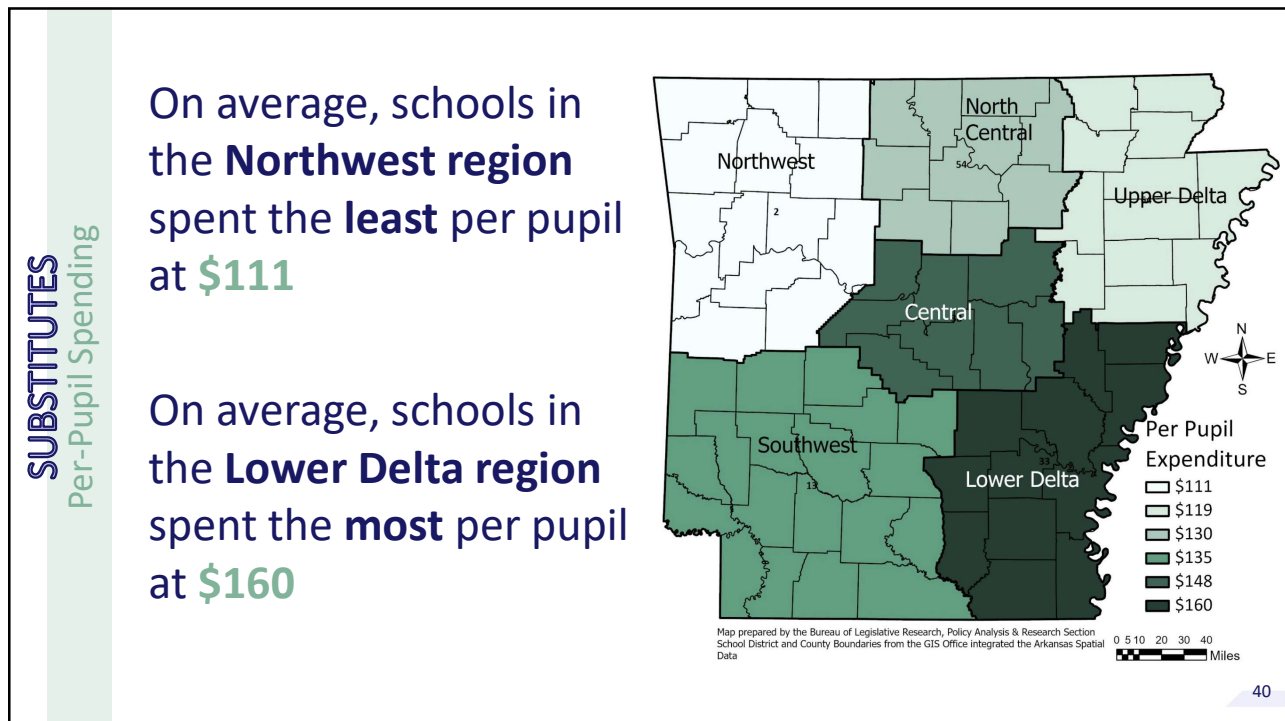 SUBSTITUTES
Per-Pupil Spending
On average, schools in
the Northwest region
spent the least per pupil
at $111
On average, schools in
the Lower Delta region
spent the most per pupil
at $160
Northwest
2
North
Central
54
Upper Delta
Central
Southwest
13
Lower Delta
33
N
W E
S
Per Pupil
Expenditure
$111
$119
$130
$135
$148
$160
Map prepared by the Bureau of Legislative Research, Policy Analysis & Research Section
School District and County Boundaries from the GIS Office integrated the Arkansas Spatial
Data
0 5 10 20 30 40
Miles
40